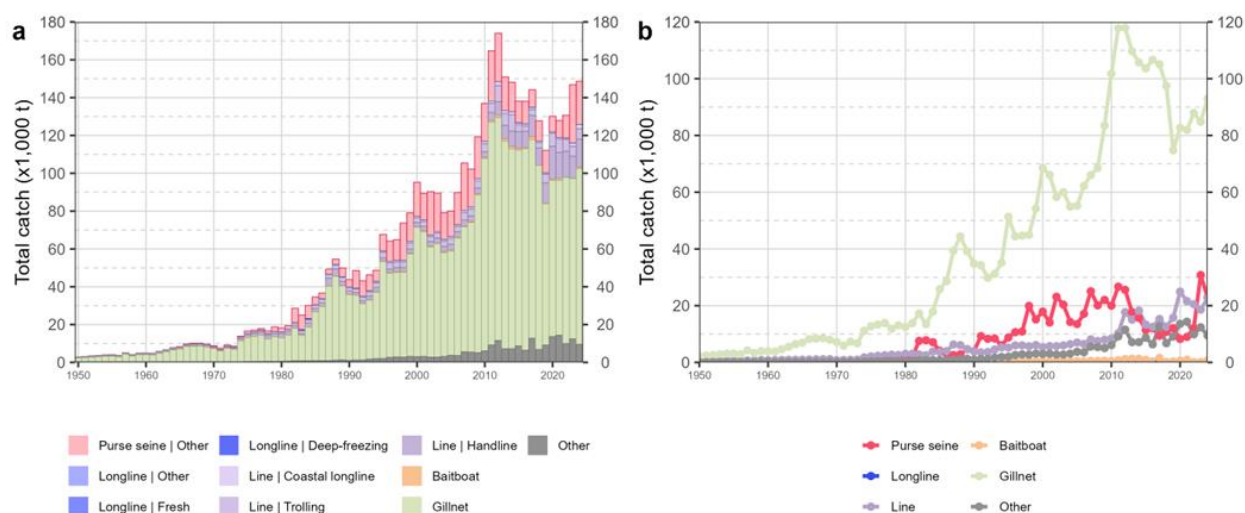 a
Total catch (x1,000 t)
180
160
140
120
100
80
60
40
20
0
180
160
140
120
100
80
60
40
20
0
1950 1960 1970 1980 1990 2000 2010 2020
Purse seine | Other
Longline | Other
Longline | Fresh
Longline | Deep-freezing
Line | Coastal longline
Line | Trolling
Line | Handline
Baitboat
Gillnet
Other
b
Total catch (x1,000 t)
120
100
80
60
40
20
0
120
100
80
60
40
20
0
1950 1960 1970 1980 1990 2000 2010 2020
Purse seine
Longline
Line
Baitboat
Gillnet
Other